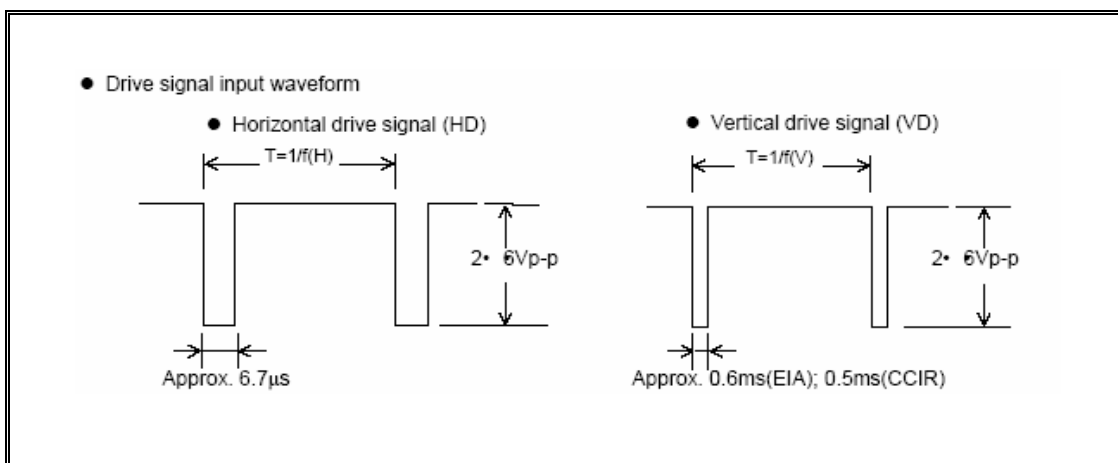 ● Drive signal input waveform
● Horizontal drive signal (HD)
T=1/f(H)
2• 6Vp-p
Approx. 6.7μs
● Vertical drive signal (VD)
T=1/f(V)
2• 6Vp-p
Approx. 0.6ms(EIA); 0.5ms(CCIR)